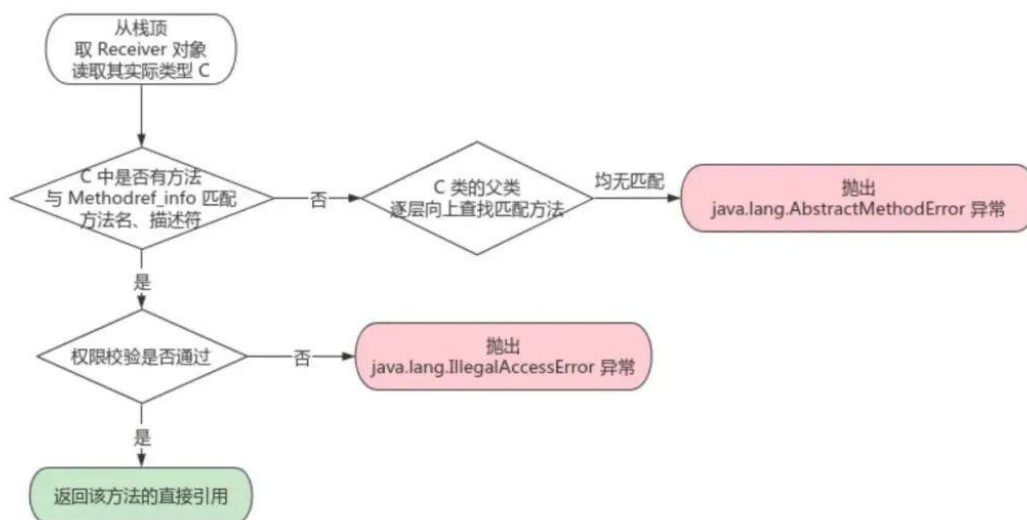 从栈顶
取 Receiver 对象
读取其实际类型 C
C 中是否有方法
与 Methodref_info 匹配
方法名、描述符
否
C 类的父类
逐层向上查找匹配方法
均无匹配
抛出
java.lang.AbstractMethodError 异常
是
权限校验是否通过
否
抛出
java.lang.IllegalAccessError 异常
是
返回该方法的直接引用